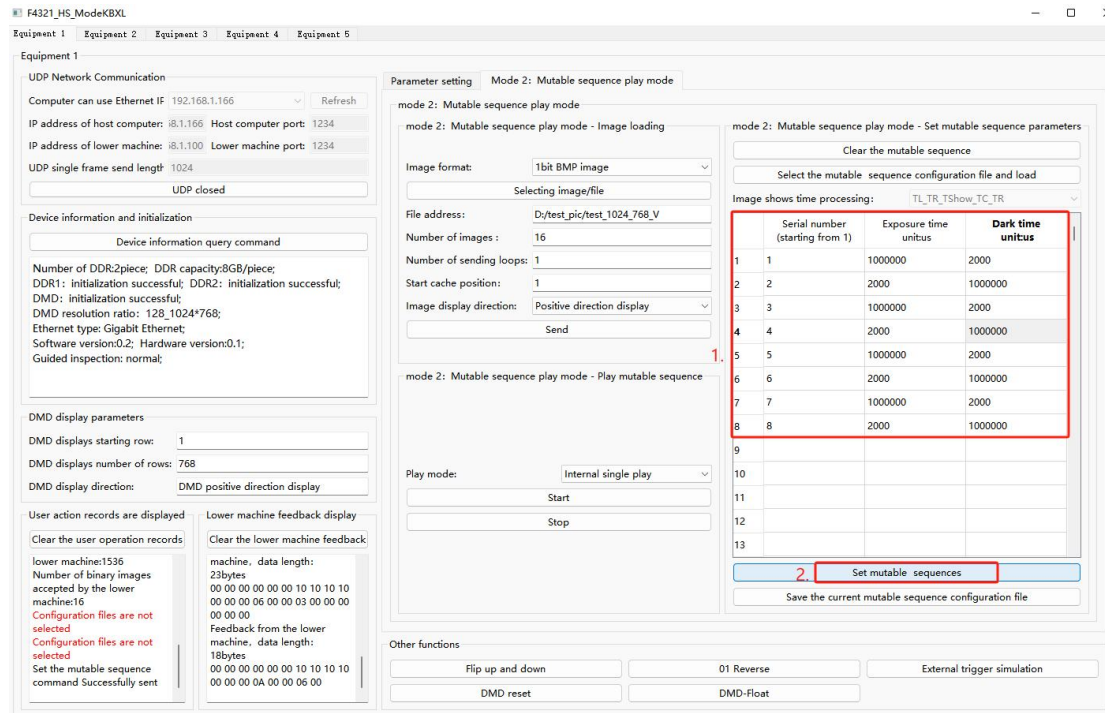 F4321_HS_ModeKBXL
Equipment 1 Equipment 2 Equipment 3 Equipment 4 Equipment 5
Equipment 1
UDP Network Communication
Computer can use Ethernet IF 192.168.1.166 Refresh
IP address of host computer: i8.1.166 Host computer port: 1234
IP address of lower machine: i8.1.100 Lower machine port: 1234
UDP single frame send length 1024
UDP closed
Device information and initialization
Device information query command
Number of DDR:2piece; DDR capacity:8GB/piece;
DDR1: initialization successful; DDR2: initialization successful;
DMD: initialization successful;
DMD resolution ratio: 128_1024*768;
Ethernet type: Gigabit Ethernet;
Software version:0.2; Hardware version:0.1;
Guided inspection: normal;
DMD display parameters
DMD displays starting row: 1
DMD displays number of rows: 768
DMD display direction: DMD positive direction display
User action records are displayed
Clear the user operation records
lower machine:1536
Number of binary images
accepted by the lower
machine:16
Configuration files are not
selected
Configuration files are not
selected
Set the mutable sequence
command Successfully sent
Lower machine feedback display
Clear the lower machine feedback
machine, data length:
23bytes
00 00 00 00 00 00 10 10 10 10
00 00 00 06 00 00 03 00 00 00
00 00 00
Feedback from the lower
machine, data length:
18bytes
00 00 00 00 00 00 10 10 10 10
00 00 00 0A 00 00 06 00
Parameter setting Mode 2: Mutable sequence play mode
mode 2: Mutable sequence play mode
mode 2: Mutable sequence play mode - Image loading
Image format: 1bit BMP image
Selecting image/file
File address: D:/test_pic/test_1024_768_V
Number of images : 16
Number of sending loops: 1
Start cache position: 1
Image display direction: Positive direction display
Send
mode 2: Mutable sequence play mode - Play mutable sequence
Play mode: Internal single play
Start
Stop
mode 2: Mutable sequence play mode - Set mutable sequence parameters
Clear the mutable sequence
Select the mutable sequence configuration file and load
Image shows time processing: TL_TR_TShow_TC_TR
Serial number Exposure time Dark time
(starting from 1) unit:us unit:us
1 1 1000000 2000
2 2 2000 1000000
3 3 1000000 2000
4 4 2000 1000000
1. 5 5 1000000 2000
6 6 2000 1000000
7 7 1000000 2000
8 8 2000 1000000
9
10
11
12
13
2. Set mutable sequences
Save the current mutable sequence configuration file
Other functions
Flip up and down 01 Reverse External trigger simulation
DMD reset DMD-Float